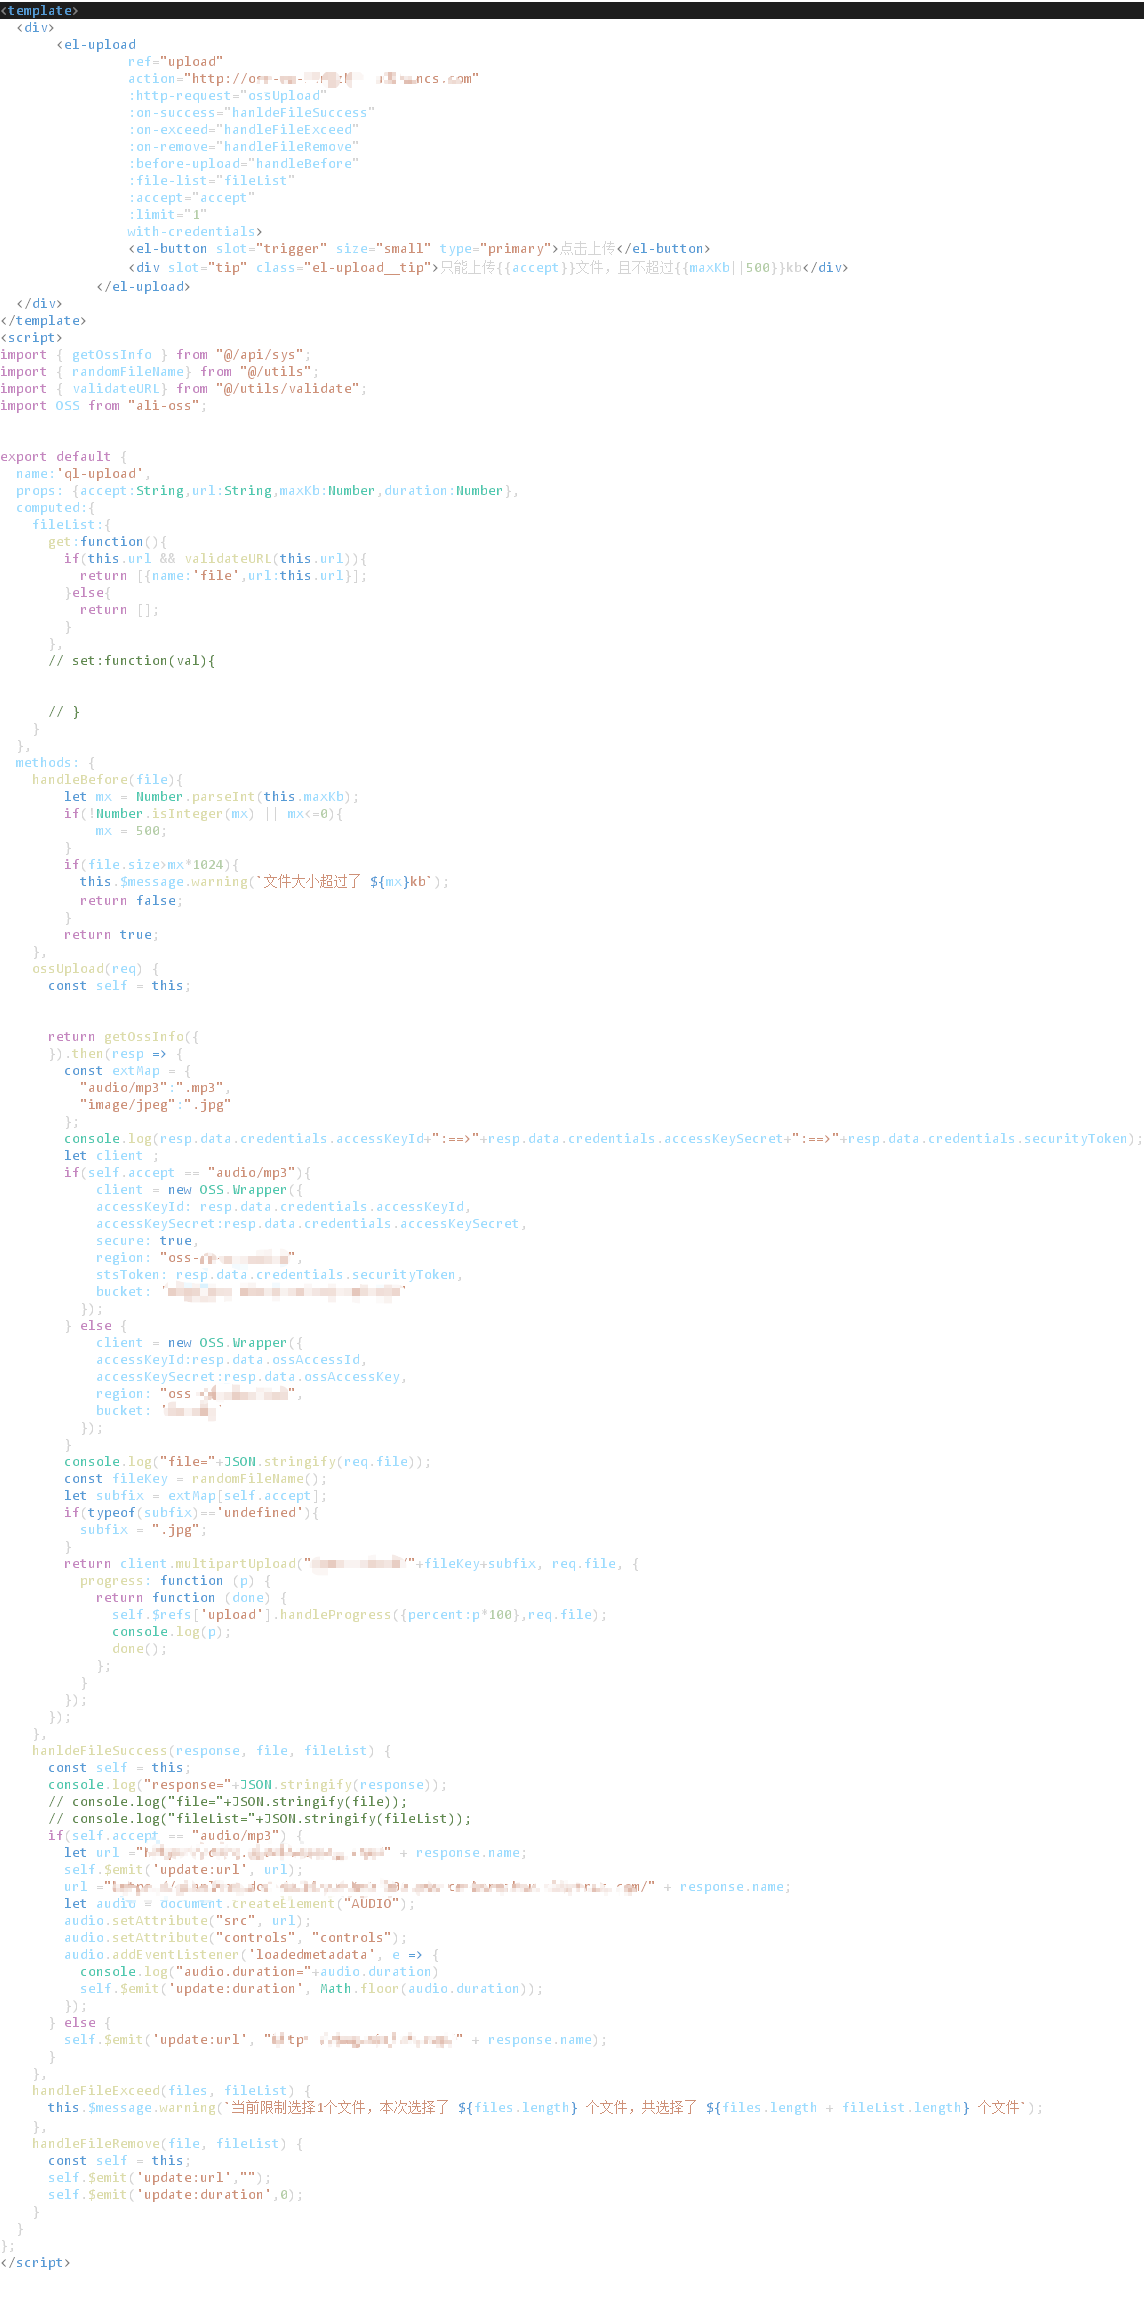 <template>
  <div>
       <el-upload
                ref="upload"
                action="http://os ncs.com"
                :http-request="ossUpload"
                :on-success="hanldeFileSuccess"
                :on-exceed="handleFileExceed"
                :on-remove="handleFileRemove"
                :before-upload="handleBefore"
                :file-list="fileList"
                :accept="accept"
                :limit="1"
                with-credentials>
                <el-button slot="trigger" size="small" type="primary">点击上传</el-button>
                <div slot="tip" class="el-upload__tip">只能上传{{accept}}文件，且不超过{{maxKb||500}}kb</div>
            </el-upload>
  </div>
</template>
<script>
import { getOssInfo } from "@/api/sys";
import { randomFileName} from "@/utils";
import { validateURL} from "@/utils/validate";
import OSS from "ali-oss";
export default {
  name:'ql-upload',
  props: {accept:String,url:String,maxKb:Number,duration:Number},
  computed:{
    fileList:{
      get:function(){
        if(this.url && validateURL(this.url)){
          return [{name:'file',url:this.url}];
        }else{
          return [];
        }
      },
      // set:function(val){
      // }
    }
  },
  methods: {
    handleBefore(file){
        let mx = Number.parseInt(this.maxKb);
        if(!Number.isInteger(mx) || mx<=0){
            mx = 500;
        }
        if(file.size>mx*1024){
          this.$message.warning(`文件大小超过了 ${mx}kb`);
          return false;
        }
        return true;
    },
    ossUpload(req) {
      const self = this;
      return getOssInfo({
      }).then(resp => {
        const extMap = {
          "audio/mp3":".mp3",
          "image/jpeg":".jpg"
        };
        console.log(resp.data.credentials.accessKeyId+":==>"+resp.data.credentials.accessKeySecret+":==>"+resp.data.credentials.securityToken);
        let client ;
        if(self.accept == "audio/mp3"){
            client = new OSS.Wrapper({
            accessKeyId: resp.data.credentials.accessKeyId,
            accessKeySecret:resp.data.credentials.accessKeySecret,
            secure: true,
            region: "oss- ",
            stsToken: resp.data.credentials.securityToken,
            bucket: ' '
          });
        } else {
            client = new OSS.Wrapper({
            accessKeyId:resp.data.ossAccessId,
            accessKeySecret:resp.data.ossAccessKey,
            region: "oss ",
            bucket: ' '
          });
        }
        console.log("file="+JSON.stringify(req.file));
        const fileKey = randomFileName();
        let subfix = extMap[self.accept];
        if(typeof(subfix)=='undefined'){
          subfix = ".jpg";
        }
        return client.multipartUpload(" /"+fileKey+subfix, req.file, {
          progress: function (p) {
            return function (done) {
              self.$refs['upload'].handleProgress({percent:p*100},req.file);
              console.log(p);
              done();
            };
          }
        });
      });
    },
    hanldeFileSuccess(response, file, fileList) {
      const self = this;
      console.log("response="+JSON.stringify(response));
      // console.log("file="+JSON.stringify(file));
      // console.log("fileList="+JSON.stringify(fileList));
      if(self.accept == "audio/mp3") {
        let url =" " + response.name;
        self.$emit('update:url', url);
        url =" com/" + response.name;
        let audio = document.createElement("AUDIO");
        audio.setAttribute("src", url);
        audio.setAttribute("controls", "controls");
        audio.addEventListener('loadedmetadata', e => {
          console.log("audio.duration="+audio.duration)
          self.$emit('update:duration', Math.floor(audio.duration));
        });
      } else {
        self.$emit('update:url', " " + response.name);
      }
    },
    handleFileExceed(files, fileList) {
      this.$message.warning(`当前限制选择1个文件，本次选择了 ${files.length} 个文件，共选择了 ${files.length + fileList.length} 个文件`);
    },
    handleFileRemove(file, fileList) {
      const self = this;
      self.$emit('update:url',"");
      self.$emit('update:duration',0);
    }
  }
};
</script>